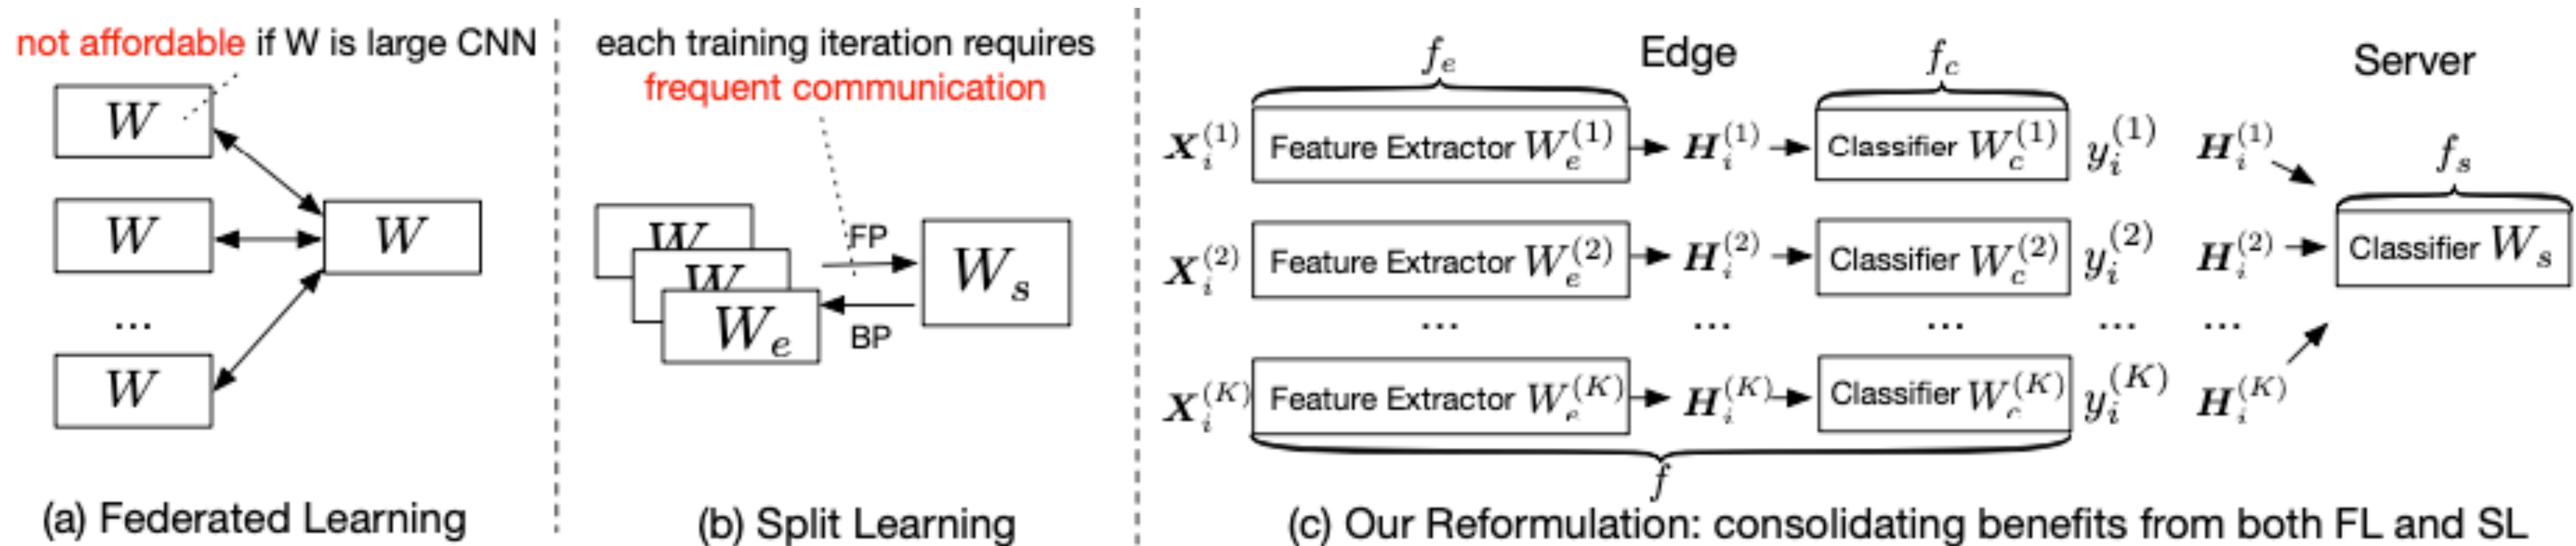 not affordable if W is large CNN
W
W
W
...
W
(a) Federated Learning
each training iteration requires
frequent communication
W
W
W_e
FP
BP
W_s
(b) Split Learning
Edge
Server
f_e
f_c
X_i^{(1)} Feature Extractor W_e^{(1)} H_i^{(1)} Classifier W_c^{(1)} y_i^{(1)} H_i^{(1)}
f_s
X_i^{(2)} Feature Extractor W_e^{(2)} H_i^{(2)} Classifier W_c^{(2)} y_i^{(2)} H_i^{(2)} Classifier W_s
... ... ... ... ...
X_i^{(K)} Feature Extractor W_e^{(K)} H_i^{(K)} Classifier W_c^{(K)} y_i^{(K)} H_i^{(K)}
f
(c) Our Reformulation: consolidating benefits from both FL and SL